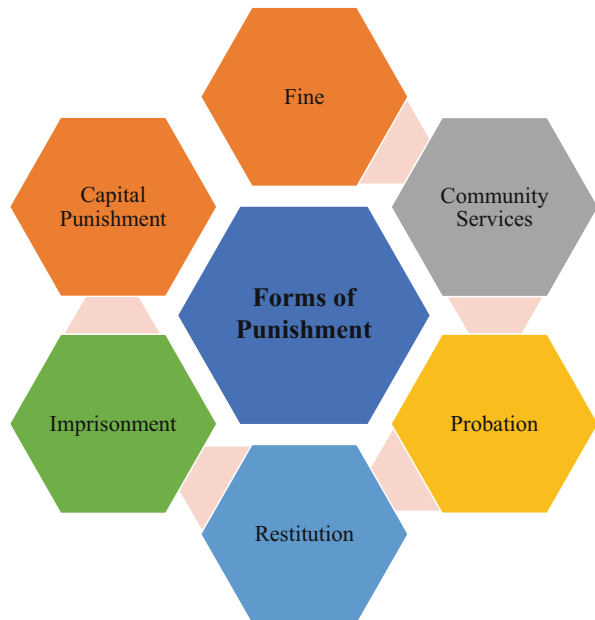 Fine
Community
Services
Probation
Restitution
Imprisonment
Capital
Punishment
Forms of
Punishment